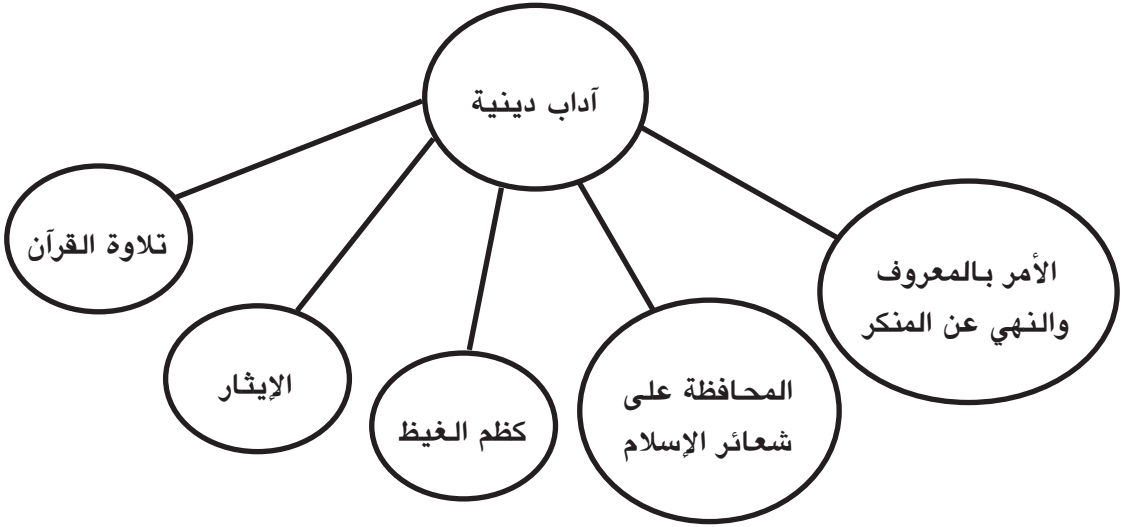 آداب دينية
الأمر بالمعروف
والنهي عن المنكر
المحافظة على
شعائر الإسلام
كظم الغيظ
الإيثار
تلاوة القرآن